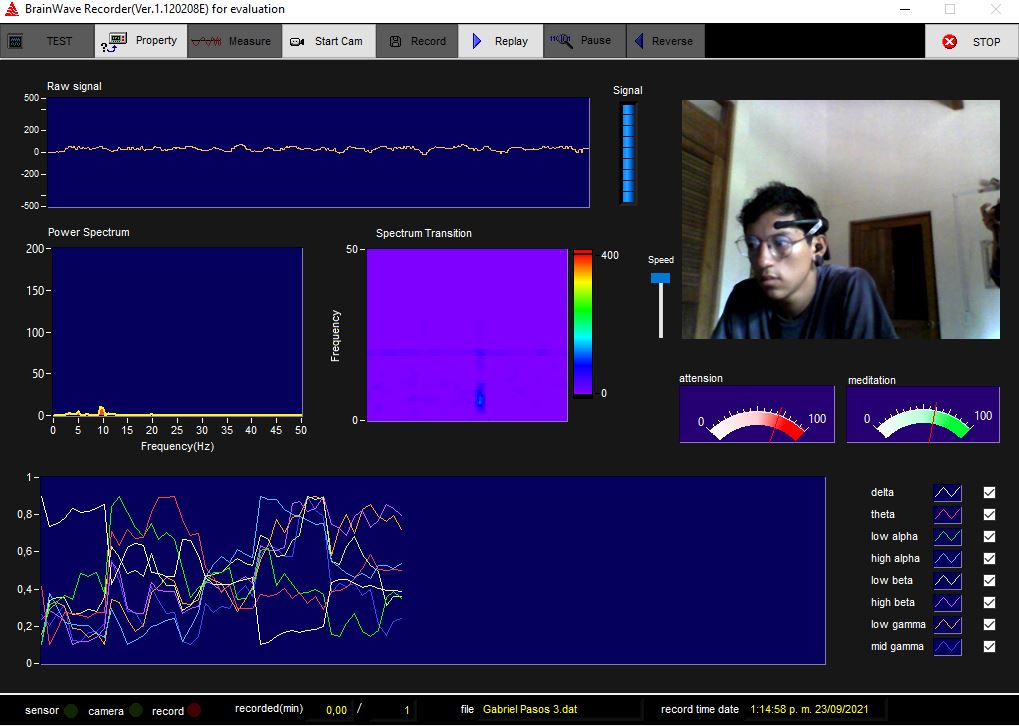 BrainWave Recorder(Ver.1.120208E) for evaluation
TEST Property Measure Start Cam Record Replay Pause Reverse STOP
Raw signal
500
200
0
-200
-500
Signal
Power Spectrum
200
150
100
50
0
0 5 10 15 20 25 30 35 40 45 50
Frequency(Hz)
Spectrum Transition
50
Frequency
0
400
0
Speed
attension
0 100
meditation
0 100
1
0,8
0,6
0,4
0,2
0
delta
theta
low alpha
high alpha
low beta
high beta
low gamma
mid gamma
sensor camera record recorded(min) 0,00 / 1 file Gabriel Pasos 3.dat record time date 1:14:58 p. m. 23/09/2021